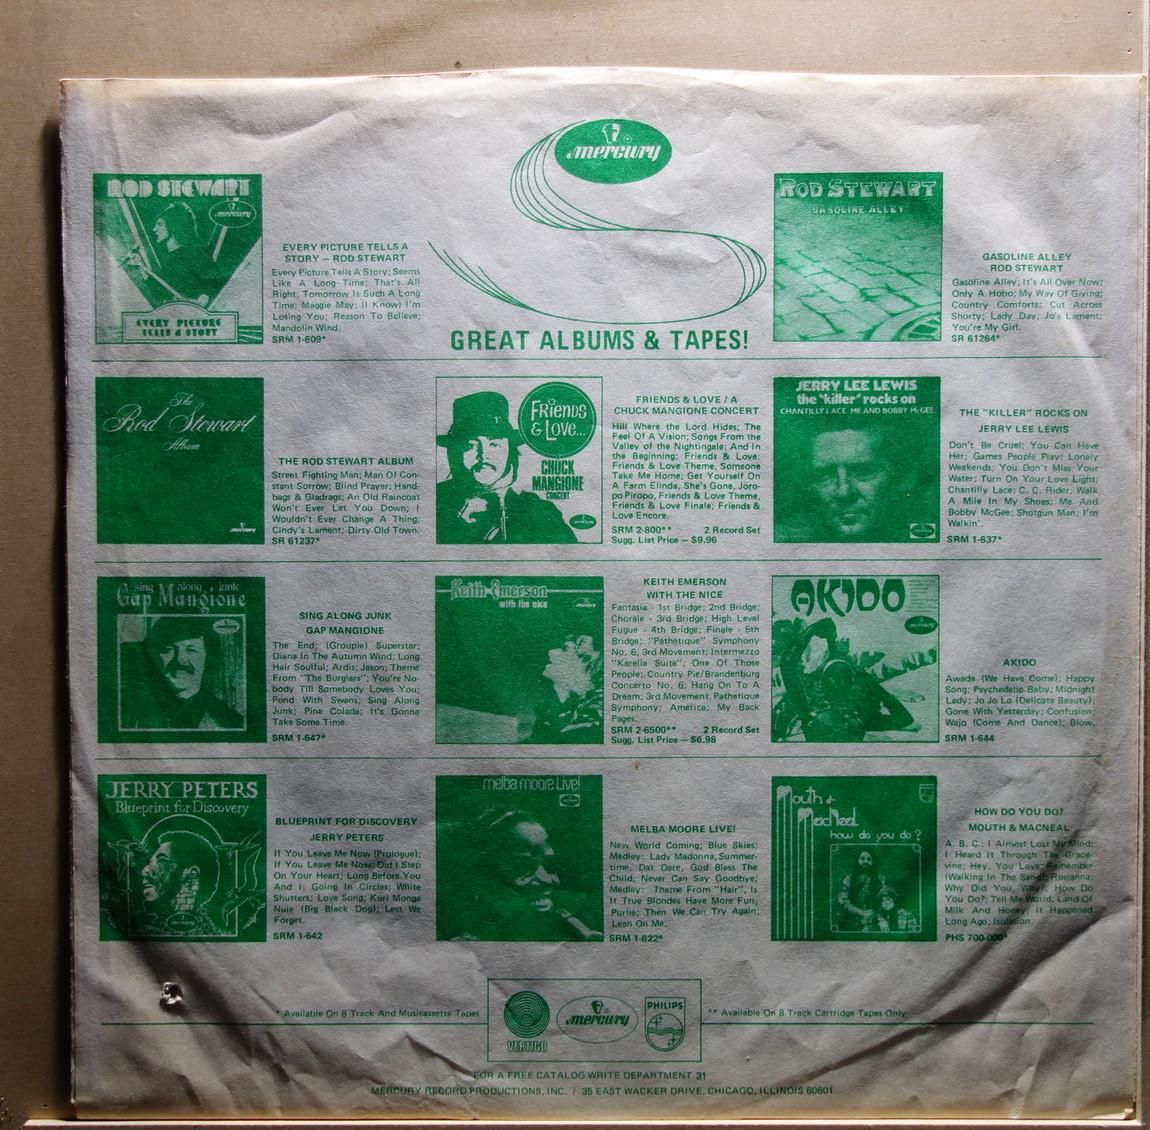 mercury
ROD STEWART
mercury
EVERY PICTURE
TELLS A STORY
EVERY PICTURE TELLS A
STORY — ROD STEWART
Every Picture Tells A Story; Seems
Like A Long Time; That's All
Right; Tomorrow Is Such A Long
Time; Maggie May; (I Know) I'm
Losing You; Reason To Believe;
Mandolin Wind.
SRM 1-609*
GREAT ALBUMS & TAPES!
ROD STEWART
GASOLINE ALLEY
GASOLINE ALLEY
ROD STEWART
Gasoline Alley; It's All Over Now;
Only A Hobo; My Way Of Giving;
Country Comforts; Cut Across
Shorty; Lady Day; Jo's Lament;
You're My Girl.
SR 61264*
The
Rod Stewart
Album
mercury
THE ROD STEWART ALBUM
Street Fighting Man; Man Of Con-
stant Sorrow; Blind Prayer; Hand-
bags & Gladrags; An Old Raincoat
Won't Ever Let You Down; I
Wouldn't Ever Change A Thing;
Cindy's Lament; Dirty Old Town.
SR 61237*
Friends
& Love...
CHUCK
MANGIONE
CONCERT
FRIENDS & LOVE / A
CHUCK MANGIONE CONCERT
Hill Where the Lord Hides; The
Feel Of A Vision; Songs From the
Valley of the Nightingale; And In
the Beginning; Friends & Love;
Friends & Love Theme, Someone
Take Me Home; Get Yourself On
A Farm Elinda, She's Gone, Joro-
po Piropo, Friends & Love Theme,
Friends & Love Finale; Friends &
Love Encore.
SRM 2-800** 2 Record Set
Sugg. List Price — $9.96
JERRY LEE LEWIS
the "killer" rocks on
CHANTILLY LACE ME AND BOBBY McGEE
THE "KILLER" ROCKS ON
JERRY LEE LEWIS
Don't Be Cruel; You Can Have
Her; Games People Play; Lonely
Weekends; You Don't Miss Your
Water; Turn On Your Love Light;
Chantilly Lace; C. C. Rider; Walk
A Mile In My Shoes; Me And
Bobby McGee; Shotgun Man; I'm
Walkin'.
SRM 1-637*
sing along junk
Gap Mangione
SING ALONG JUNK
GAP MANGIONE
The End; (Groupie) Superstar;
Diana In The Autumn Wind; Long
Hair Soulful; Ardis; Jason; Theme
From "The Burglars"; You're No-
body Till Somebody Loves You;
Pond With Swans; Sing Along
Junk; Pina Colada; It's Gonna
Take Some Time.
SRM 1-647*
Keith Emerson
with the nice
mercury
KEITH EMERSON
WITH THE NICE
Fantasia - 1st Bridge; 2nd Bridge;
Chorale - 3rd Bridge; High Level
Fugue - 4th Bridge; Finale - 5th
Bridge; "Pathetique" Symphony
No. 6, 3rd Movement; Intermezzo
"Karelia Suite"; One Of Those
People; Country Pie/Brandenburg
Concerto No. 6; Hang On To A
Dream; 3rd Movement, Pathetique
Symphony; America; My Back
Pages.
SRM 2-6500** 2 Record Set
Sugg. List Price — $6.98
AKIDO
mercury
AKIDO
Awade (We Have Come); Happy
Song; Psychedelic Baby; Midnight
Lady; Jo Jo Lo (Delicate Beauty);
Gone With Yesterday; Confusion;
Wajo (Come And Dance); Blow.
SRM 1-644
JERRY PETERS
Blueprint for Discovery
BLUEPRINT FOR DISCOVERY
JERRY PETERS
If You Leave Me Now (Prologue);
If You Leave Me Now; Did I Step
On Your Heart; Long Before You
And I; Going In Circles; White
Shutters; Love Song; Kuri Monga
Nuie (Big Black Dog); Lest We
Forget.
SRM 1-642
melba moore Live!
MELBA MOORE LIVE!
New World Coming; Blue Skies;
Medley: Lady Madonna, Summer-
time, Dat Dere, God Bless The
Child; Never Can Say Goodbye;
Medley: Theme From "Hair", Is
It True Blondes Have More Fun,
Purlie; Then We Can Try Again;
Lean On Me.
SRM 1-622*
Mouth &
MacNeal
how do you do?
HOW DO YOU DO?
MOUTH & MACNEAL
A. B. C.; I Almost Lost My Mind;
I Heard It Through The Grape-
vine; Hey, You Love; Remember
(Walking In The Sand); Rosianna;
Why Did You, Why?; How Do
You Do?; Tell Me World; Land Of
Milk And Honey; It Happened
Long Ago; Isolation.
PHS 700-000*
* Available On 8 Track And Musicassette Tapes
VERTIGO
mercury
PHILIPS
** Available On 8 Track Cartridge Tapes Only
FOR A FREE CATALOG WRITE DEPARTMENT 31
MERCURY RECORD PRODUCTIONS, INC. / 35 EAST WACKER DRIVE, CHICAGO, ILLINOIS 60601